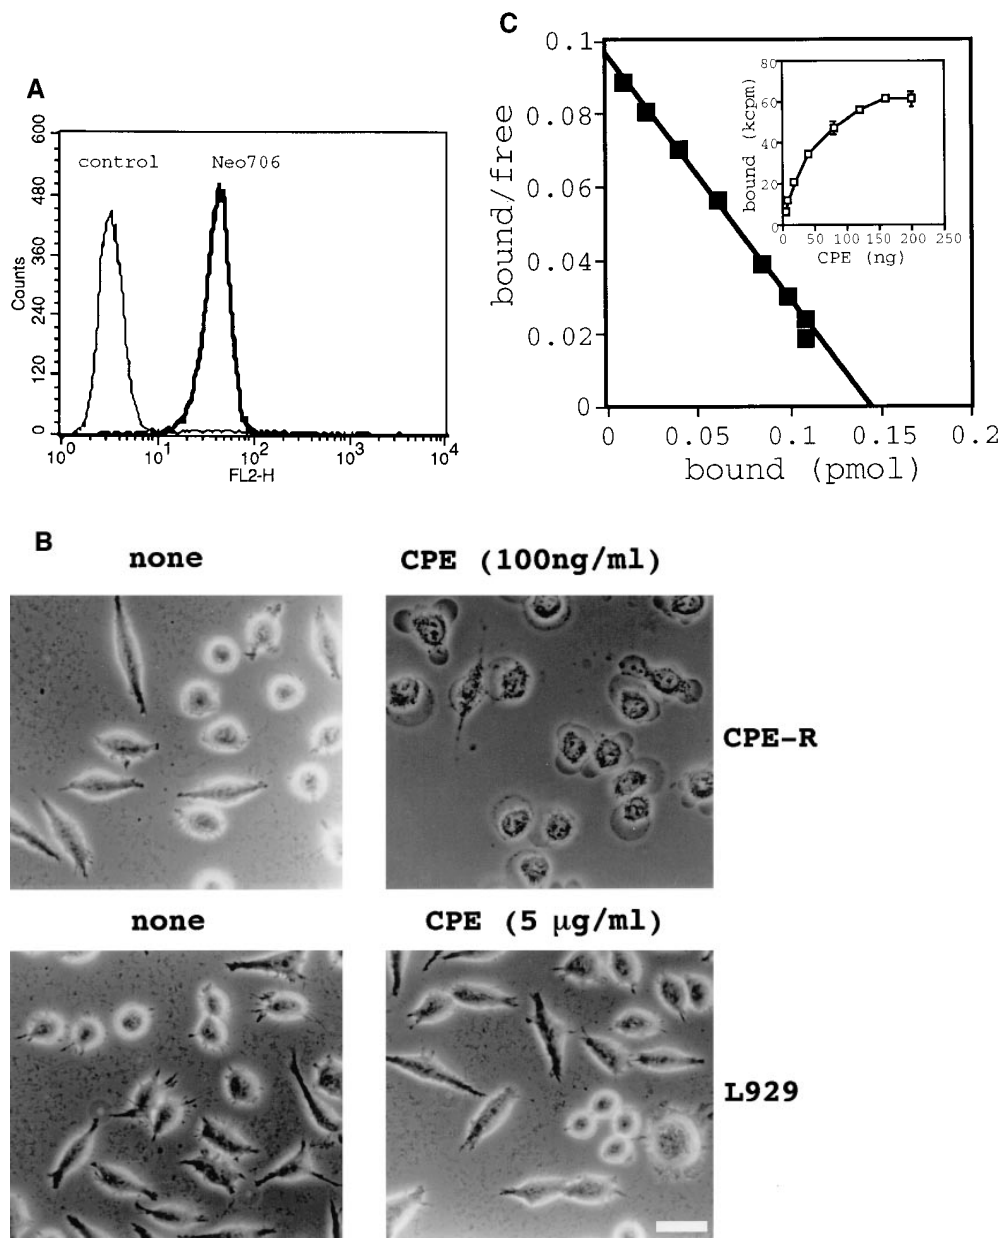 A
600
480
360
240
120
0
Counts
control
Neo706
10^0
10^1
10^2
10^3
10^4
FL2-H
C
0.1
0.08
0.06
0.04
0.02
0
bound/free
0
0.05
0.1
0.15
0.2
bound (pmol)
80
60
40
20
0
bound (kcpm)
0
50
100
150
200
250
CPE (ng)
B
none
CPE (100ng/ml)
CPE-R
none
CPE (5 μg/ml)
L929